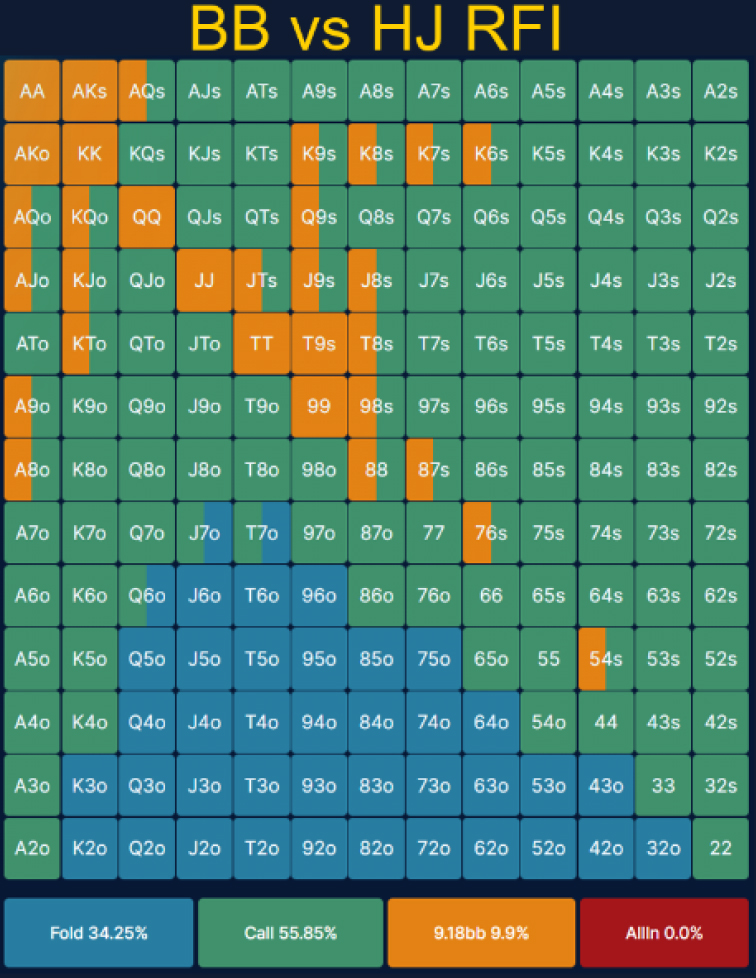 BB vs HJ RFI
AA AKs AQs AJs ATs A9s A8s A7s A6s A5s A4s A3s A2s
AKo KK KQs KJs KTs K9s K8s K7s K6s K5s K4s K3s K2s
AQo KQo QQ QJs QTs Q9s Q8s Q7s Q6s Q5s Q4s Q3s Q2s
AJo KJo QJo JJ JTs J9s J8s J7s J6s J5s J4s J3s J2s
ATo KTo QTo JTo TT T9s T8s T7s T6s T5s T4s T3s T2s
A9o K9o Q9o J9o T9o 99 98s 97s 96s 95s 94s 93s 92s
A8o K8o Q8o J8o T8o 98o 88 87s 86s 85s 84s 83s 82s
A7o K7o Q7o J7o T7o 97o 87o 77 76s 75s 74s 73s 72s
A6o K6o Q6o J6o T6o 96o 86o 76o 66 65s 64s 63s 62s
A5o K5o Q5o J5o T5o 95o 85o 75o 65o 55 54s 53s 52s
A4o K4o Q4o J4o T4o 94o 84o 74o 64o 54o 44 43s 42s
A3o K3o Q3o J3o T3o 93o 83o 73o 63o 53o 43o 33 32s
A2o K2o Q2o J2o T2o 92o 82o 72o 62o 52o 42o 32o 22
Fold 34.25% Call 55.85% 9.18bb 9.9% AllIn 0.0%